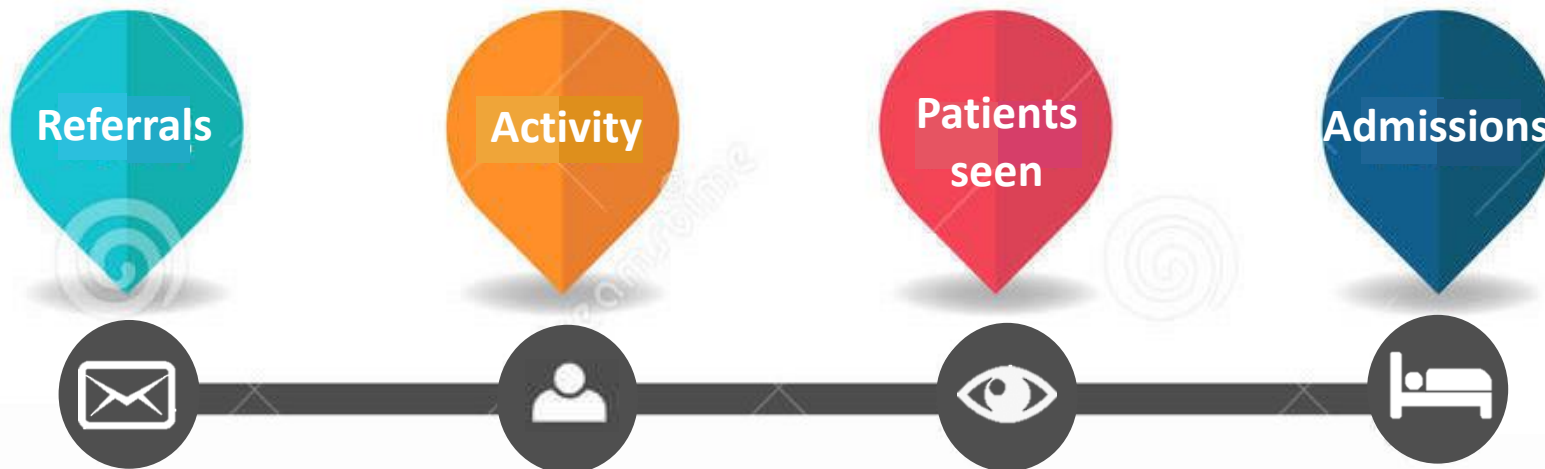 Referrals
Activity
Patients
seen
Admissions